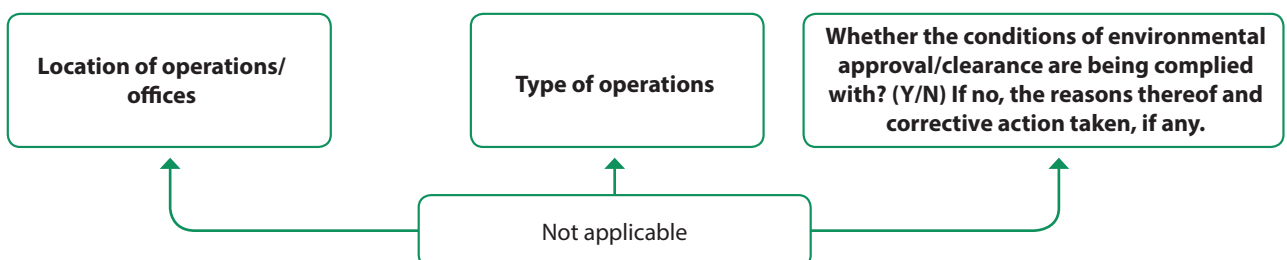 Location of operations/
offices
Type of operations
Whether the conditions of environmental
approval/clearance are being complied
with? (Y/N) If no, the reasons thereof and
corrective action taken, if any.
Not applicable